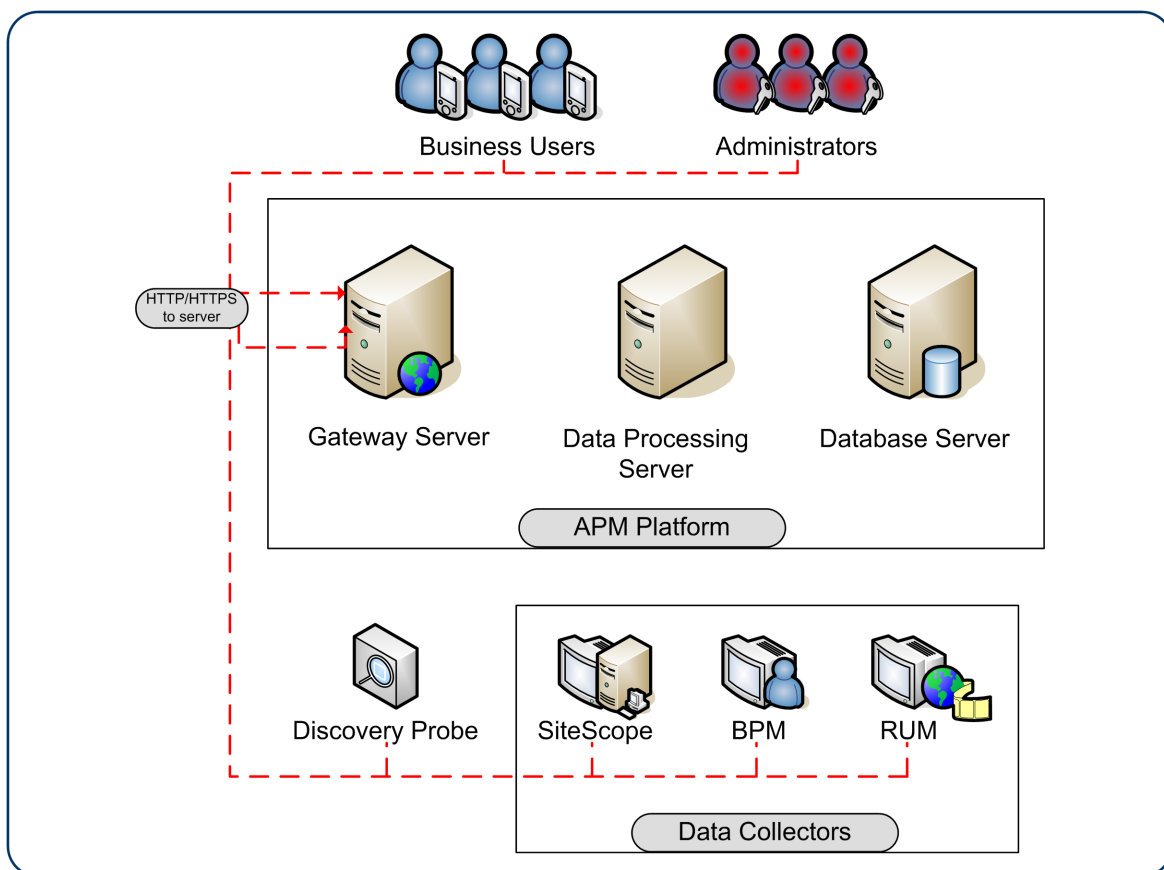 Business Users
Administrators
HTTP/HTTPS
to server
Gateway Server
Data Processing
Server
Database Server
APM Platform
Discovery Probe
SiteScope
BPM
RUM
Data Collectors